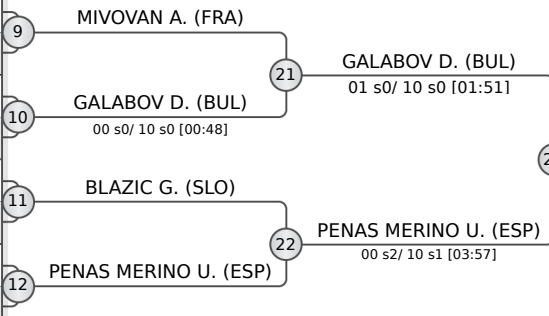 MIVOVAN A. (FRA)
9
GALABOV D. (BUL)
21
01 s0/ 10 s0 [01:51]
GALABOV D. (BUL)
10
00 s0/ 10 s0 [00:48]
BLAZIC G. (SLO)
11
PENAS MERINO U. (ESP)
22
00 s2/ 10 s1 [03:57]
PENAS MERINO U. (ESP)
12